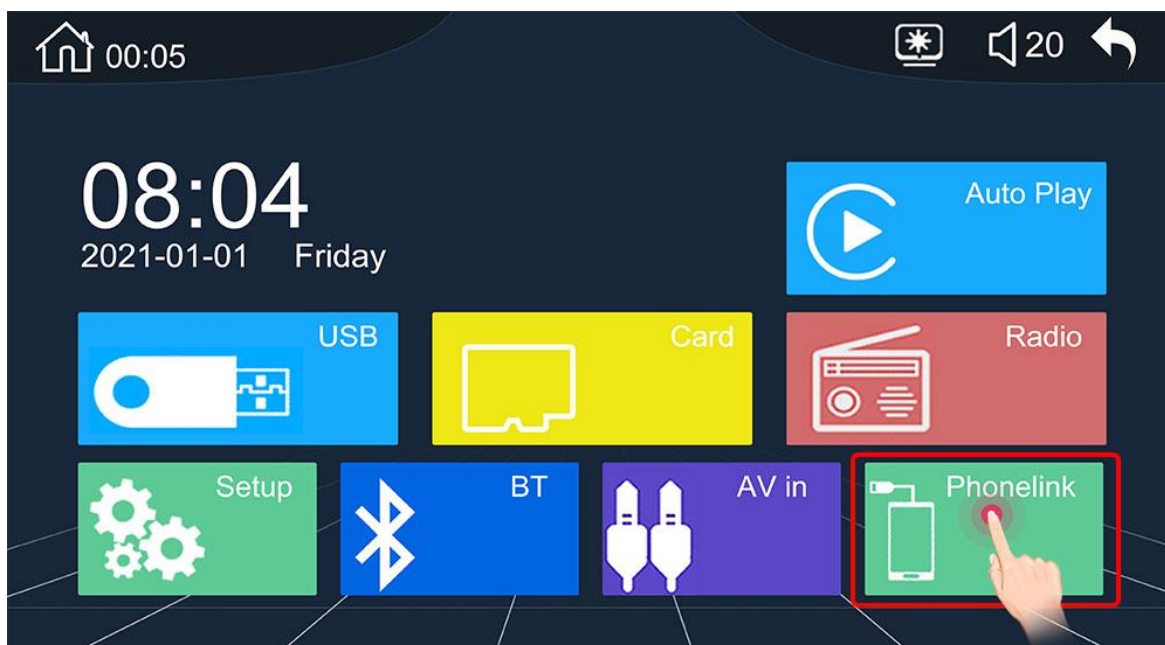 00:05
20
08:04
2021-01-01 Friday
Auto Play
USB
Card
Radio
Setup
BT
AV in
Phonelink